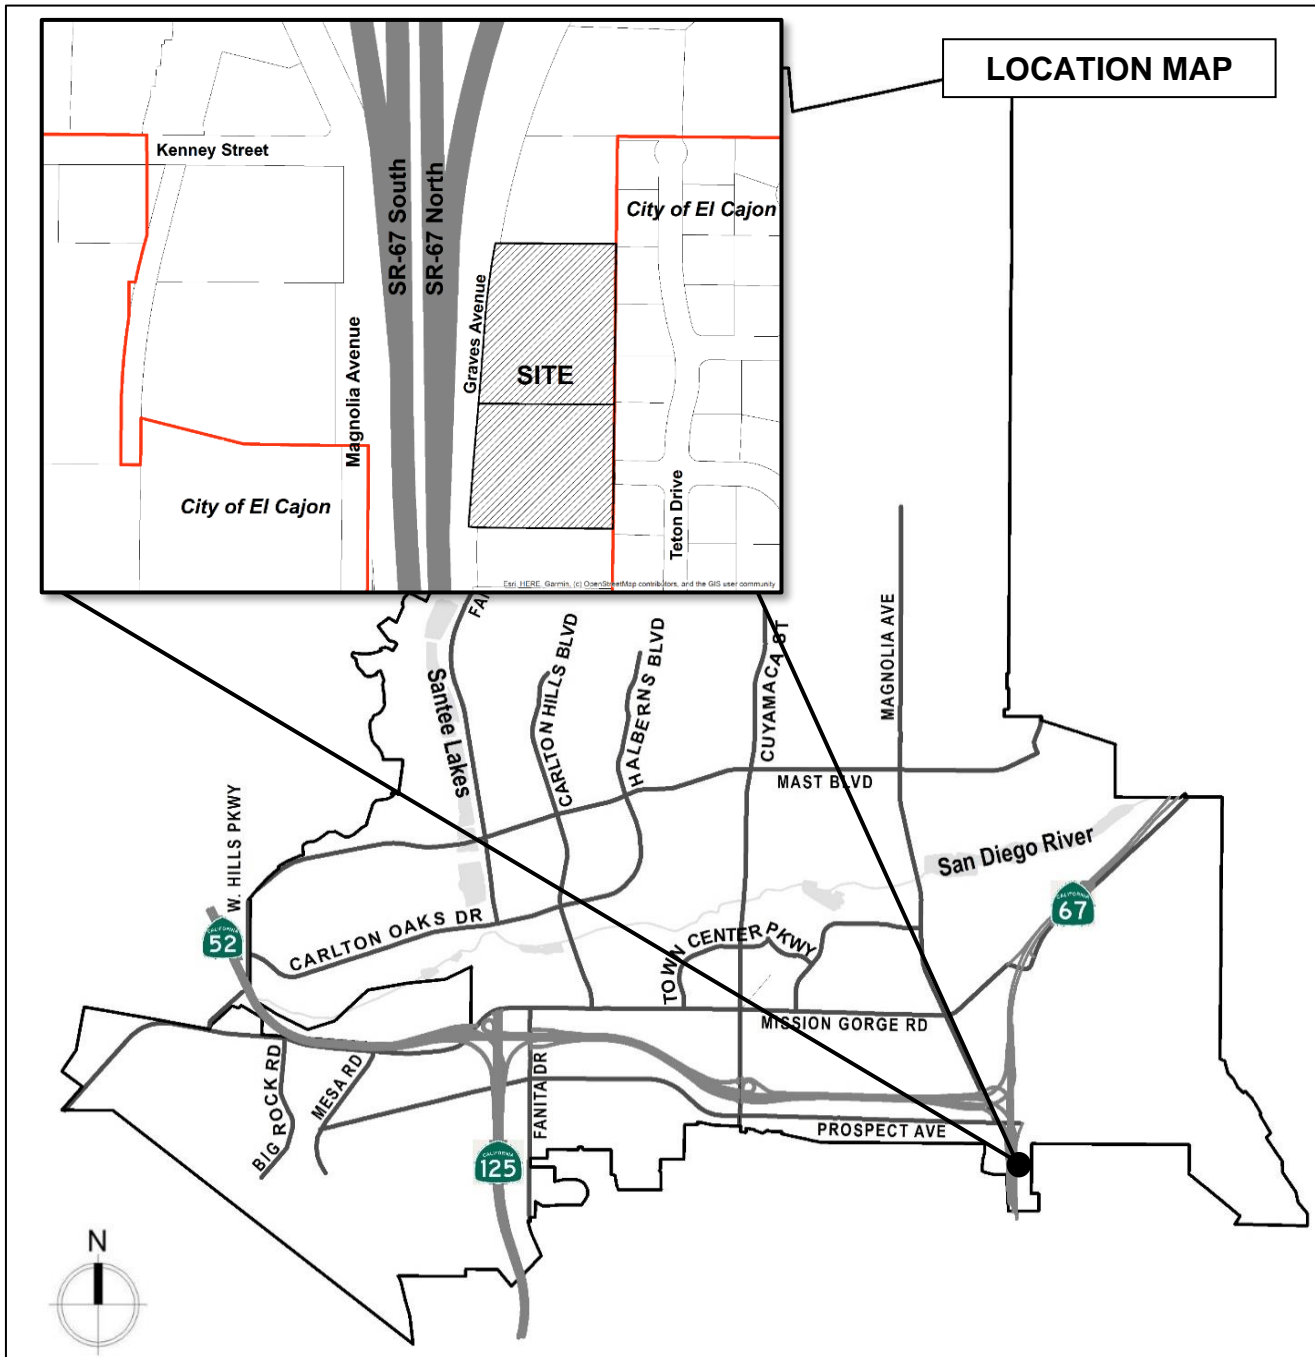 LOCATION MAP
Kenney Street
SR-67 South
SR-67 North
City of El Cajon
Graves Avenue
Magnolia Avenue
SITE
City of El Cajon
Teton Drive
Esri, HERE, Garmin, (c) OpenStreetMap contributors, and the GIS user community
Santee Lakes
CARLTON HILLS BLVD
HALBERNS BLVD
CUYAMACA ST
MAGNOLIA AVE
MAST BLVD
W. HILLS PKWY
San Diego River
CALIFORNIA
67
CALIFORNIA
52
CARLTON OAKS DR
TOWN CENTER PKWY
MISSION GORGE RD
BIG ROCK RD
MESA RD
FANITA DR
PROSPECT AVE
CALIFORNIA
125
N